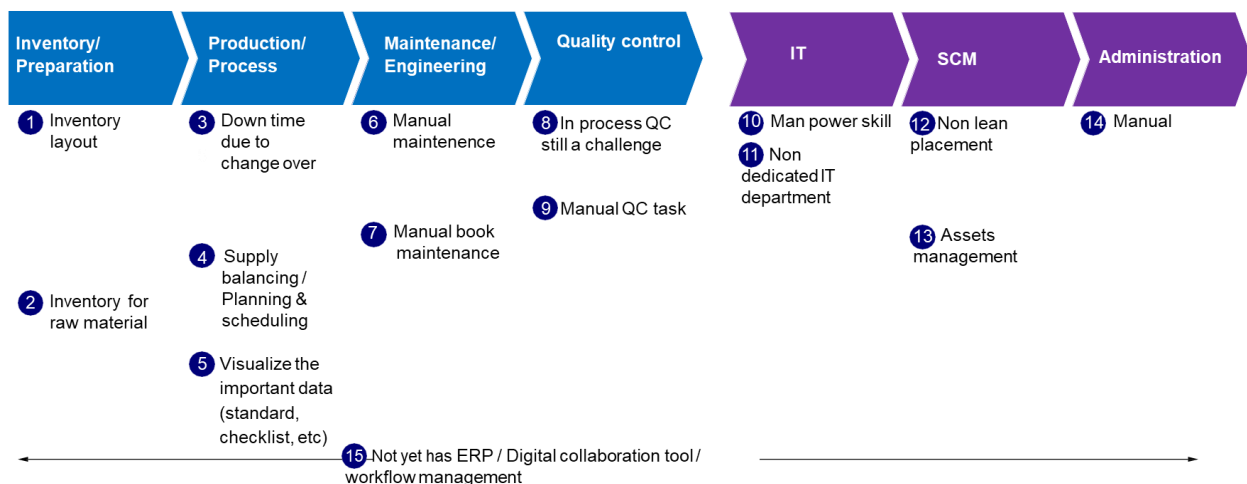 Inventory/
Preparation
Production/
Process
Maintenance/
Engineering
Quality control
IT
SCM
Administration
1 Inventory
layout
2 Inventory for
raw material
3 Down time
due to
change over
4 Supply
balancing /
Planning &
scheduling
5 Visualize the
important data
(standard,
checklist, etc)
6 Manual
maintenence
7 Manual book
maintenance
8 In process QC
still a challenge
9 Manual QC task
10 Man power skill
11 Non
dedicated IT
department
12 Non lean
placement
13 Assets
management
14 Manual
15 Not yet has ERP / Digital collaboration tool /
workflow management